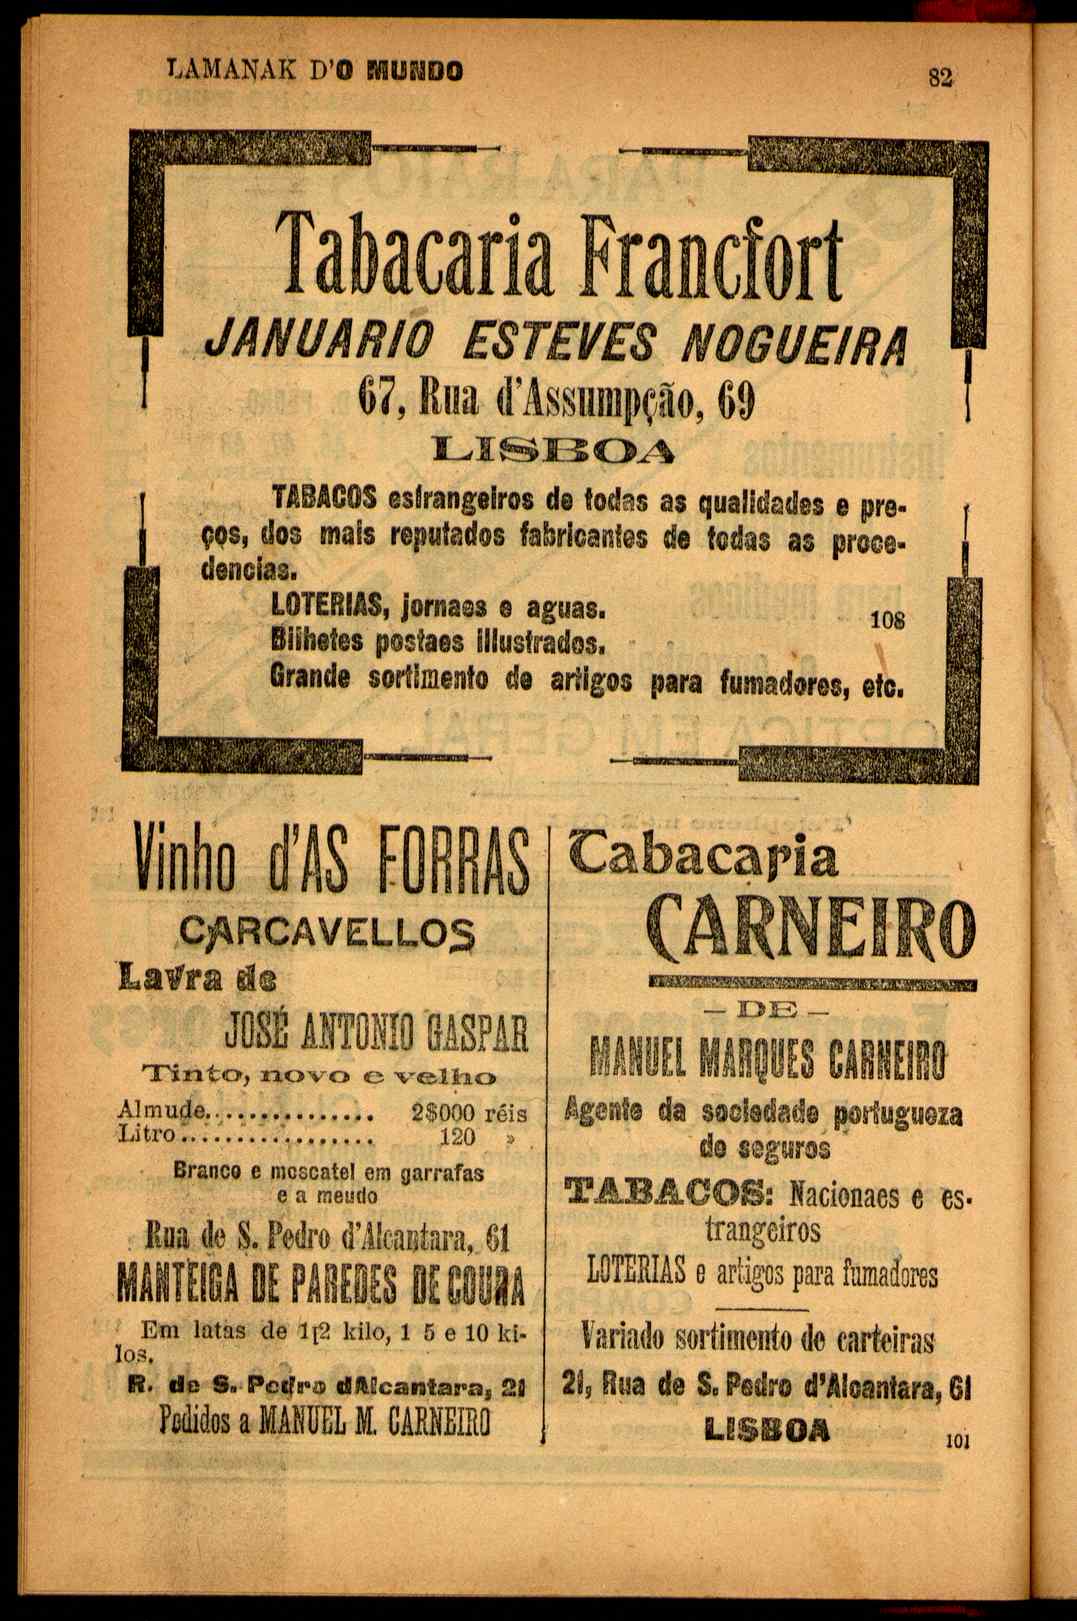 LAMANAK D'O MUNDO
82
Tabacaria Francfort
JANUARIO ESTEVES NOGUEIRA
67, Rua d'Assumpção, 69
LISBOA
TABACOS estrangeiros de todas as qualidades e pre-
ços, dos mais reputados fabricantes de todas as proce-
dencias.
LOTERIAS, jornaes e aguas.
108
Bilhetes postaes illustrados.
Grande sortimento de artigos para fumadores, etc.
Vinho d'AS FORRAS
CARCAVELLOS
Lavra de
JOSÉ ANTONIO GASPAR
Tinto, novo e velho
Almude............... 2$000 réis
Litro................. 120 »
Branco e moscatel em garrafas
e a meudo
Rua de S. Pedro d'Alcantara, 61
MANTEIGA DE PAREDES DE COURA
Em latas de 1[2 kilo, 1 5 e 10 ki-
los.
R. de S. Pedro dAlcantara, 21
Pedidos a MANUEL M. CARNEIRO
Tabacaria
CARNEIRO
— DE —
MANUEL MARQUES CARNEIRO
Agente da sociedade portugueza
de seguros
TABACOS: Nacionaes e es-
trangeiros
LOTERIAS e artigos para fumadores
Variado sortimento de carteiras
21, Rua de S. Pedro d'Alcantara, 61
LISBOA
101